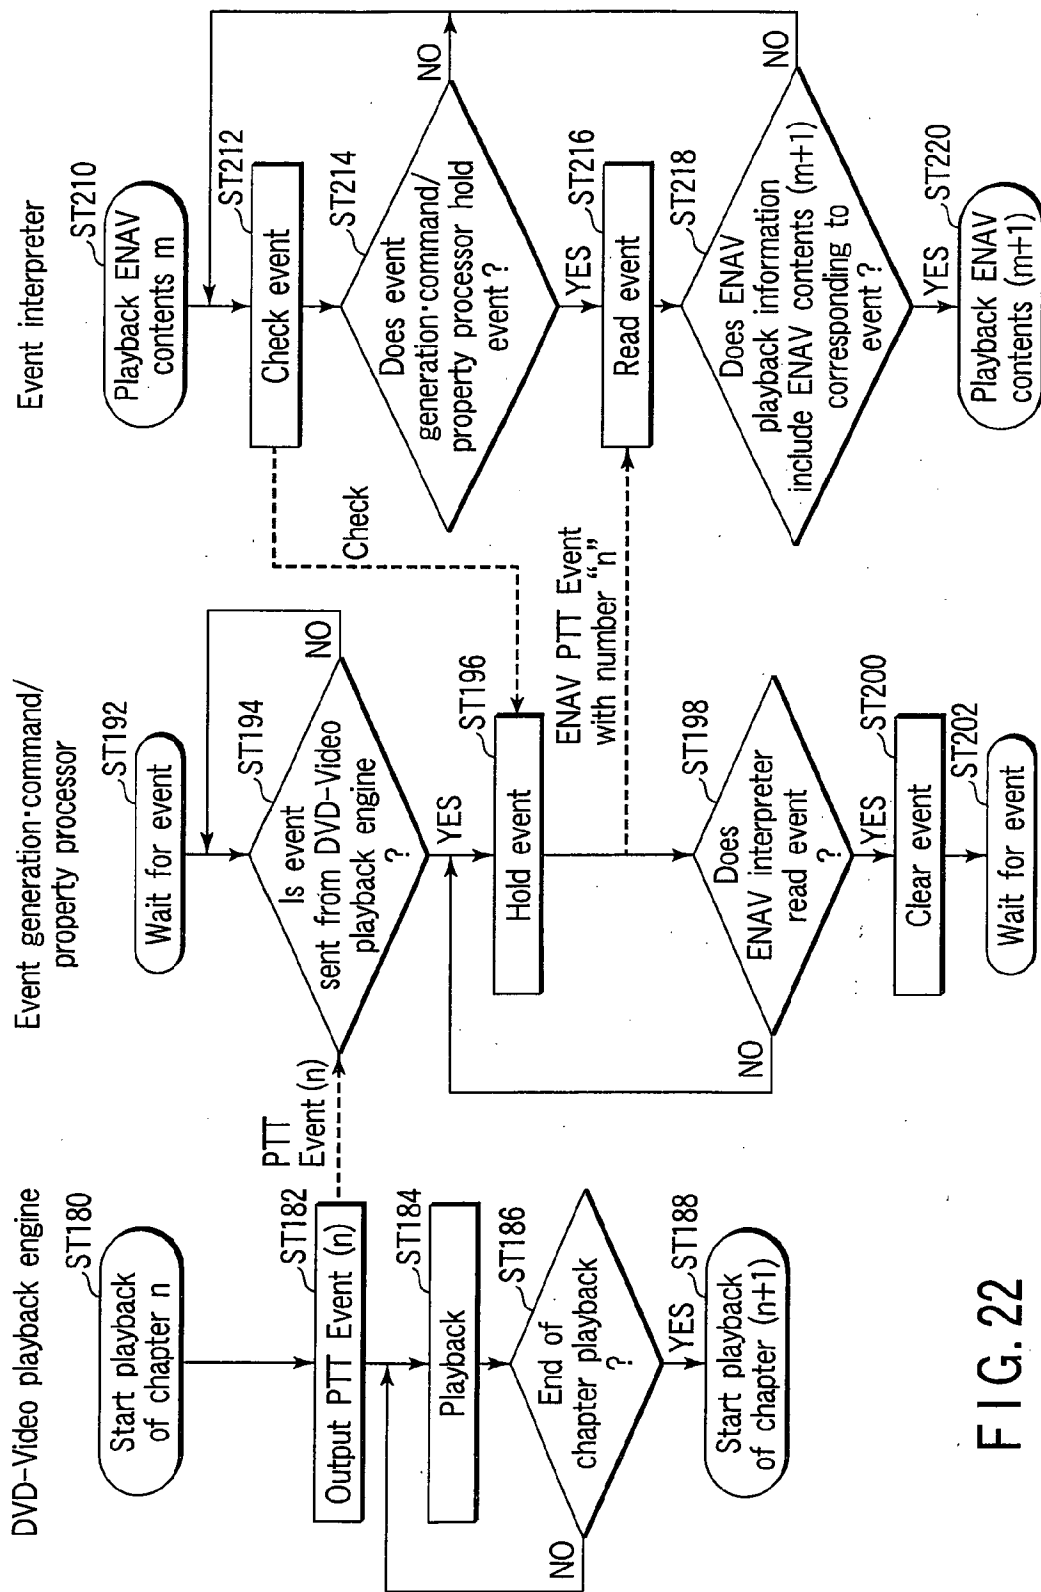 DVD-Video playback engine
ST180
Start playback
of chapter n
ST182
Output PTT Event (n)
PTT
Event(n)
ST184
Playback
ST186
End of
chapter playback
?
NO
YES
ST188
Start playback
of chapter (n+1)
Event generation·command/
property processor
ST192
Wait for event
ST194
Is event
sent from DVD-Video
playback engine
?
NO
YES
ST196
Hold event
ENAV PTT Event
with number “n”
ST198
Does
ENAV interpreter
read event
?
NO
YES
ST200
Clear event
ST202
Wait for event
Event interpreter
ST210
Playback ENAV
contents m
ST212
Check event
Check
ST214
Does event
generation·command/
property processor hold
event ?
NO
YES
ST216
Read event
ST218
Does ENAV
playback information
include ENAV contents (m+1)
corresponding to
event ?
NO
YES
ST220
Playback ENAV
contents (m+1)
FIG. 22